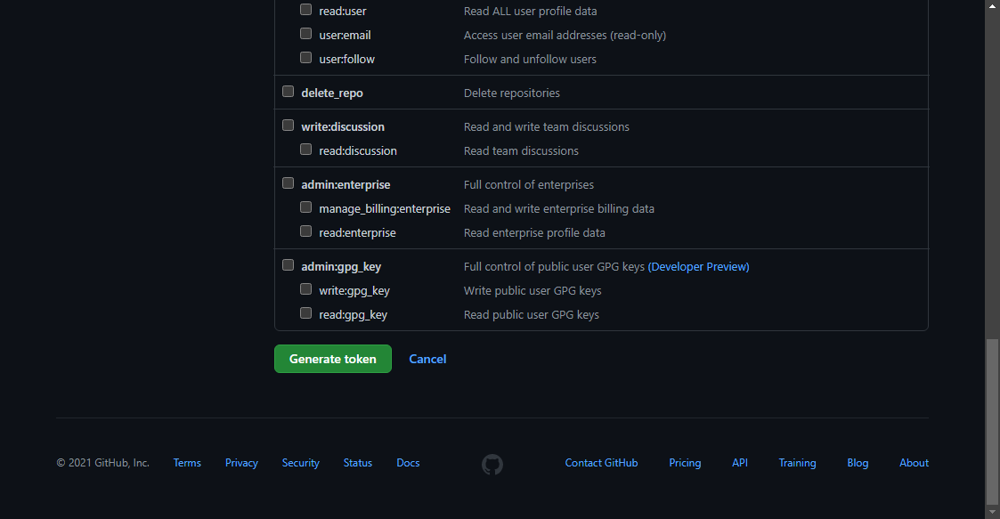 read:user Read ALL user profile data
user:email Access user email addresses (read-only)
user:follow Follow and unfollow users
delete_repo Delete repositories
write:discussion Read and write team discussions
read:discussion Read team discussions
admin:enterprise Full control of enterprises
manage_billing:enterprise Read and write enterprise billing data
read:enterprise Read enterprise profile data
admin:gpg_key Full control of public user GPG keys (Developer Preview)
write:gpg_key Write public user GPG keys
read:gpg_key Read public user GPG keys
Generate token Cancel
© 2021 GitHub, Inc. Terms Privacy Security Status Docs Contact GitHub Pricing API Training Blog About